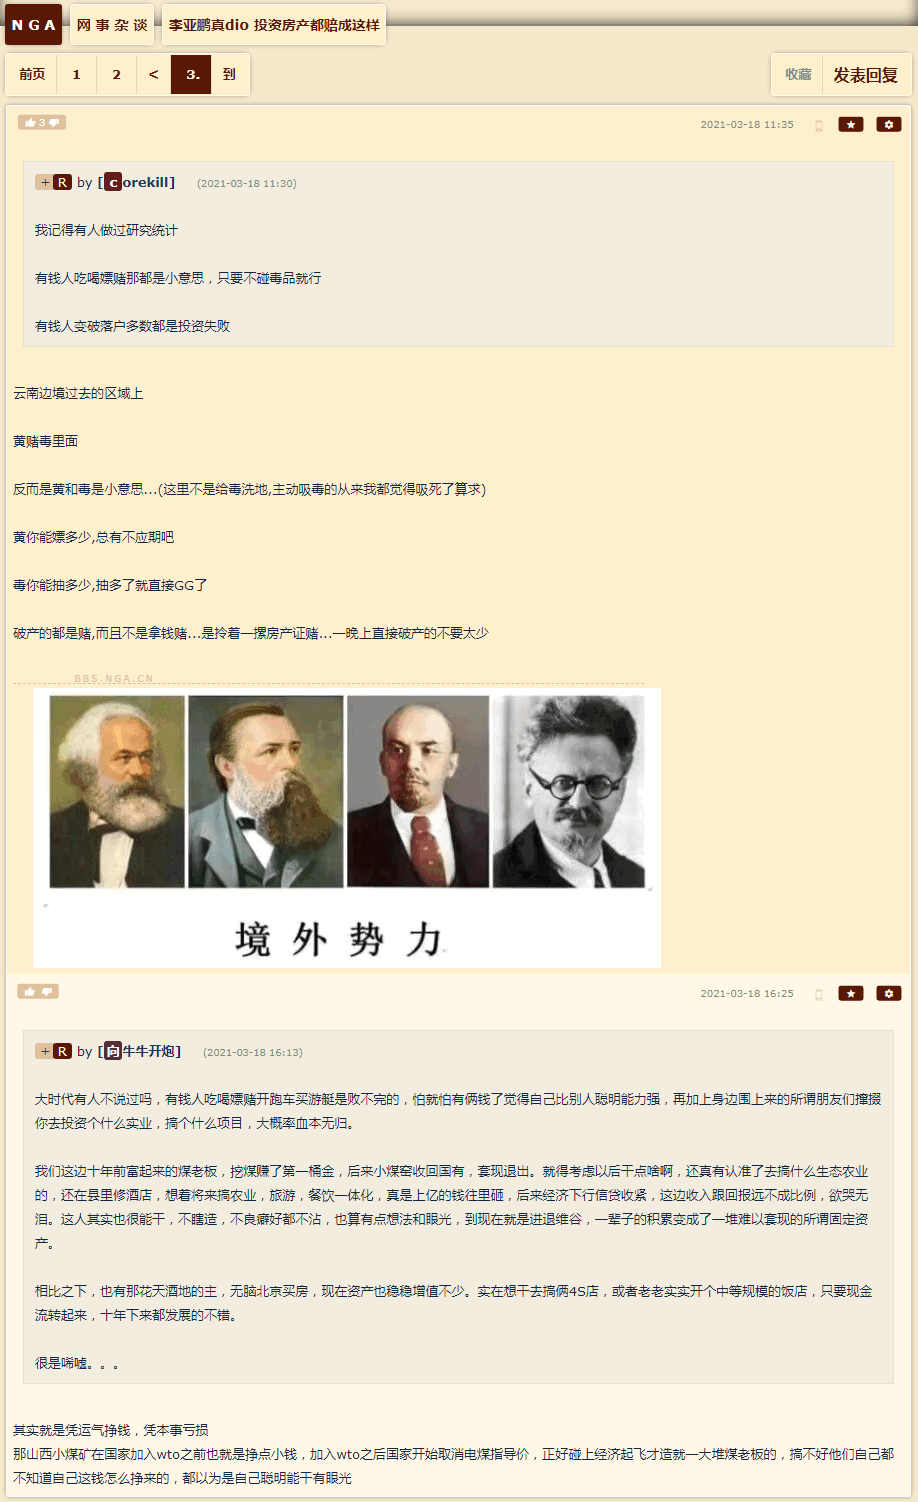 NGA 网事杂谈 李亚鹏真dio 投资房产都赔成这样
前页 1 2 < 3. 到 收藏 发表回复
3 2021-03-18 11:35
+ R by [corekill] (2021-03-18 11:30)
我记得有人做过研究统计
有钱人吃喝嫖赌那都是小意思，只要不碰毒品就行
有钱人变破落户多数都是投资失败
云南边境过去的区域上
黄赌毒里面
反而是黄和毒是小意思...(这里不是给毒洗地,主动吸毒的从来我都觉得吸死了算求)
黄你能嫖多少,总有不应期吧
毒你能抽多少,抽多了就直接GG了
破产的都是赌,而且不是拿钱赌...是拎着一摞房产证赌...一晚上直接破产的不要太少
BBS.NGA.CN
境外势力
2021-03-18 16:25
+ R by [向牛牛开炮] (2021-03-18 16:13)
大时代有人不说过吗，有钱人吃喝嫖赌开跑车买游艇是败不完的，怕就怕有俩钱了觉得自己比别人聪明能力强，再加上身边围上来的所谓朋友们撺掇
你去投资个什么实业，搞个什么项目，大概率血本无归。
我们这边十年前富起来的煤老板，挖煤赚了第一桶金，后来小煤窑收回国有，套现退出。就得考虑以后干点啥啊，还真有认准了去搞什么生态农业
的，还在县里修酒店，想着将来搞农业，旅游，餐饮一体化，真是上亿的钱往里砸，后来经济下行信贷收紧，这边收入跟回报远不成比例，欲哭无
泪。这人其实也很能干，不瞎造，不良癖好都不沾，也算有点想法和眼光，到现在就是进退维谷，一辈子的积累变成了一堆难以套现的所谓固定资
产。
相比之下，也有那花天酒地的主，无脑北京买房，现在资产也稳稳增值不少。实在想干去搞俩4S店，或者老老实实开个中等规模的饭店，只要现金
流转起来，十年下来都发展的不错。
很是唏嘘。。。
其实就是凭运气挣钱，凭本事亏损
那山西小煤矿在国家加入wto之前也就是挣点小钱，加入wto之后国家开始取消电煤指导价，正好碰上经济起飞才造就一大堆煤老板的，搞不好他们自己都
不知道自己这钱怎么挣来的，都以为是自己聪明能干有眼光